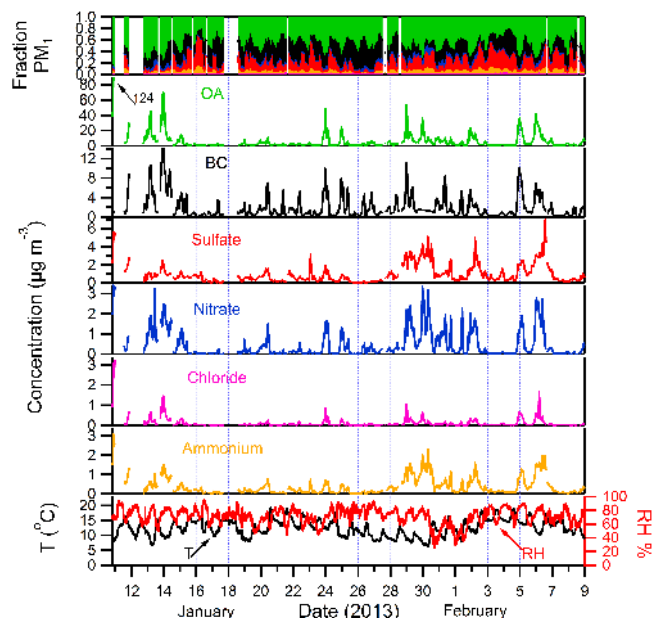 Fraction
PM1
1.0
0.8
0.6
0.4
0.2
0.0
124
OA
80
60
40
20
0
BC
12
8
4
0
Sulfate
6
4
2
0
Concentration (µg m-3)
Nitrate
3
2
1
0
Chloride
3
2
1
0
Ammonium
3
2
1
0
T (°C)
20
15
10
5
0
T
RH
100
80
60
40
20
0
RH %
12 14 16 18 20 22 24 26 28 30 1 3 5 7 9
January Date (2013) February